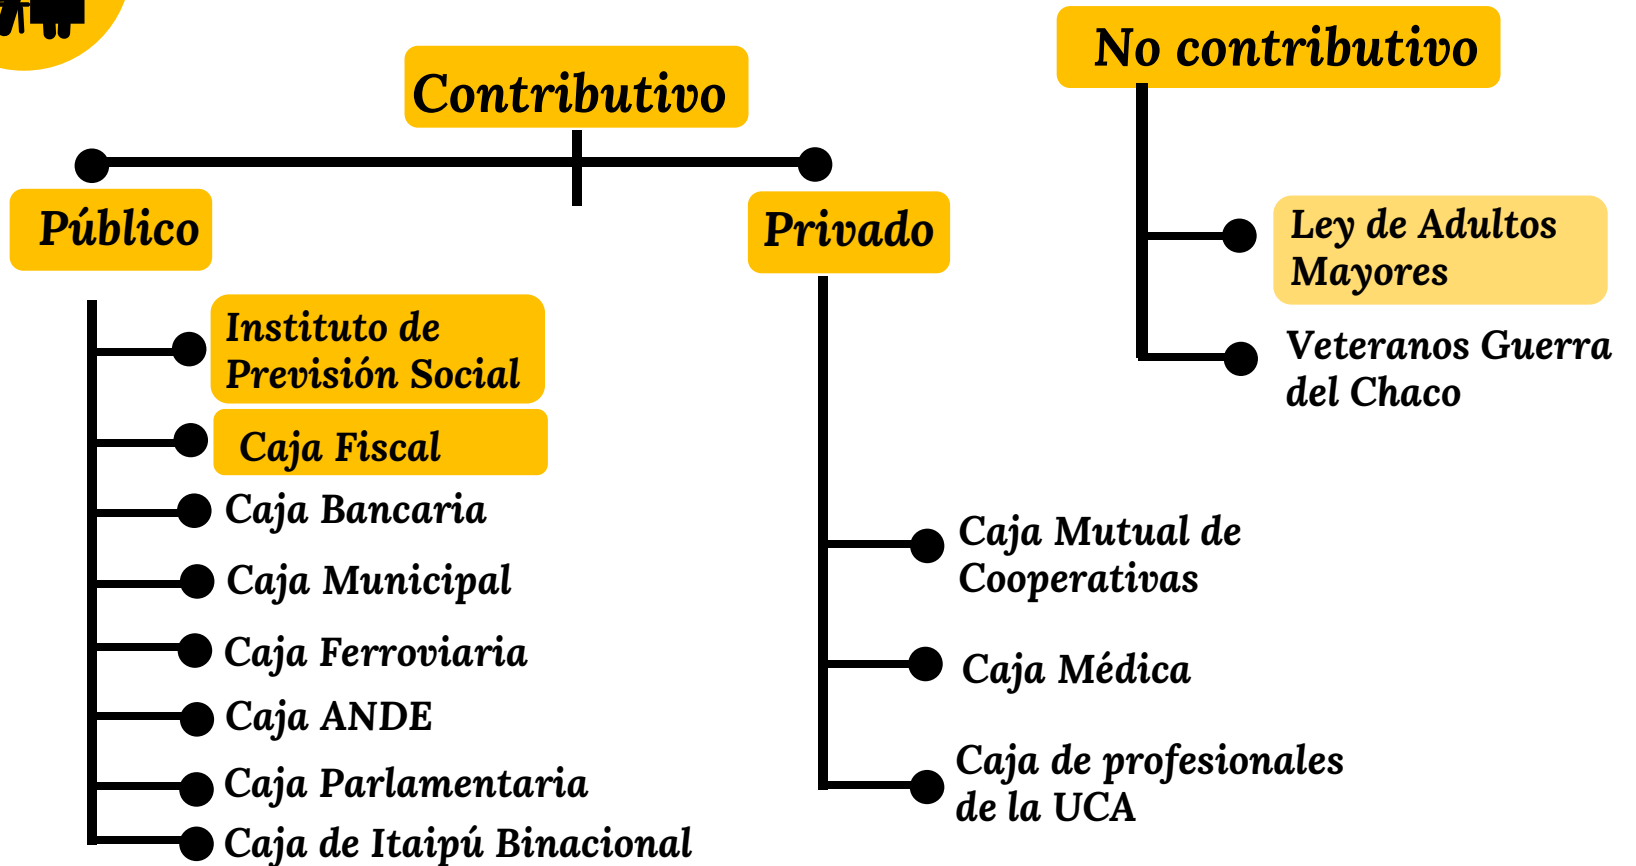 Contributivo
Público
Instituto de
Previsión Social
Caja Fiscal
Caja Bancaria
Caja Municipal
Caja Ferroviaria
Caja ANDE
Caja Parlamentaria
Caja de Itaipú Binacional
Privado
Caja Mutual de
Cooperativas
Caja Médica
Caja de profesionales
de la UCA
No contributivo
Ley de Adultos
Mayores
Veteranos Guerra
del Chaco